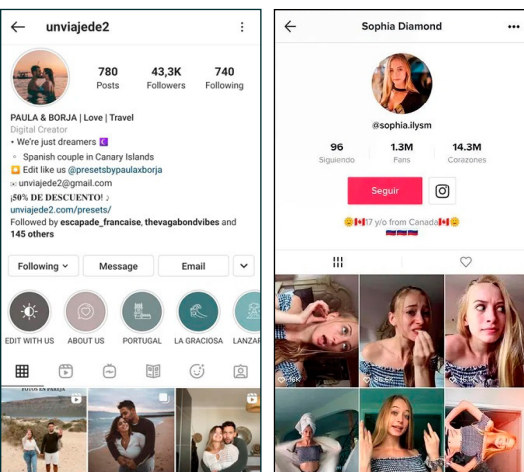 unviajede2
780
43,3K
740
Posts
Followers
Following
PAULA & BORJA | Love | Travel
Digital Creator
• We're just dreamers
Spanish couple in Canary Islands
Edit like us @presetsbypaulaxborja
unviajede2@gmail.com
¡50% DE DESCUENTO!
unviajede2.com/presets/
Followed by escapade_francaise, thevagabondvibes and
145 others
Following
Message
Email
EDIT WITH US
ABOUT US
PORTUGAL
LA GRACIOSA
LANZAR
FOTOS EN PAREJA
Sophia Diamond
@sophia.ilysm
96
1.3M
14.3M
Siguiendo
Fans
Corazones
Seguir
17 y/o from Canada